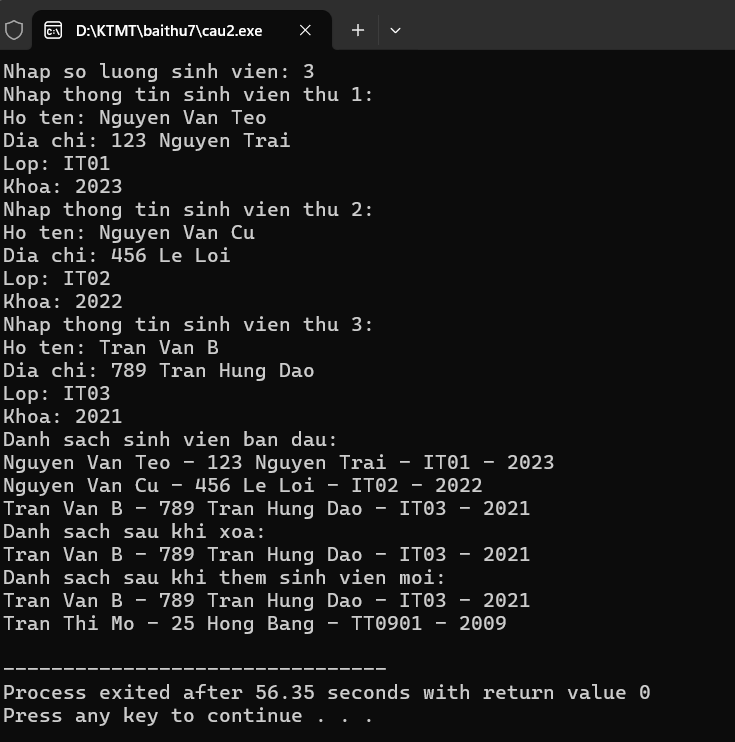 D:\KTMT\baithu7\cau2.exe
Nhap so luong sinh vien: 3
Nhap thong tin sinh vien thu 1:
Ho ten: Nguyen Van Teo
Dia chi: 123 Nguyen Trai
Lop: IT01
Khoa: 2023
Nhap thong tin sinh vien thu 2:
Ho ten: Nguyen Van Cu
Dia chi: 456 Le Loi
Lop: IT02
Khoa: 2022
Nhap thong tin sinh vien thu 3:
Ho ten: Tran Van B
Dia chi: 789 Tran Hung Dao
Lop: IT03
Khoa: 2021
Danh sach sinh vien ban dau:
Nguyen Van Teo - 123 Nguyen Trai - IT01 - 2023
Nguyen Van Cu - 456 Le Loi - IT02 - 2022
Tran Van B - 789 Tran Hung Dao - IT03 - 2021
Danh sach sau khi xoa:
Tran Van B - 789 Tran Hung Dao - IT03 - 2021
Danh sach sau khi them sinh vien moi:
Tran Van B - 789 Tran Hung Dao - IT03 - 2021
Tran Thi Mo - 25 Hong Bang - TT0901 - 2009
--------------------------------
Process exited after 56.35 seconds with return value 0
Press any key to continue . . .